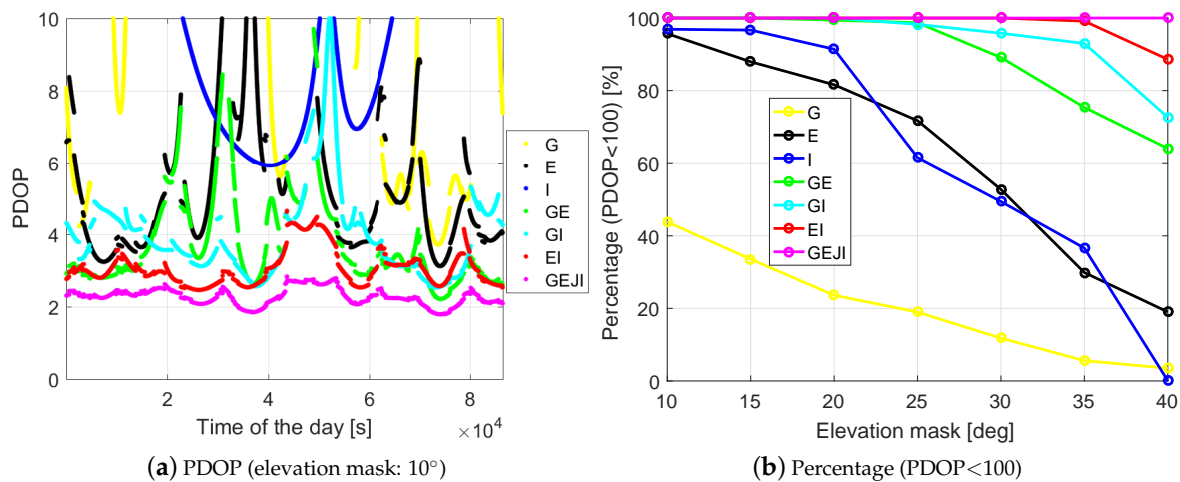 10
8
6
4
2
0
PDOP
2
4
6
8
Time of the day [s]
×10⁴
G
E
I
GE
GI
EI
GEJI
(a) PDOP (elevation mask: 10°)
100
80
60
40
20
0
Percentage (PDOP<100) [%]
G
E
I
GE
GI
EI
GEJI
10
15
20
25
30
35
40
Elevation mask [deg]
(b) Percentage (PDOP<100)